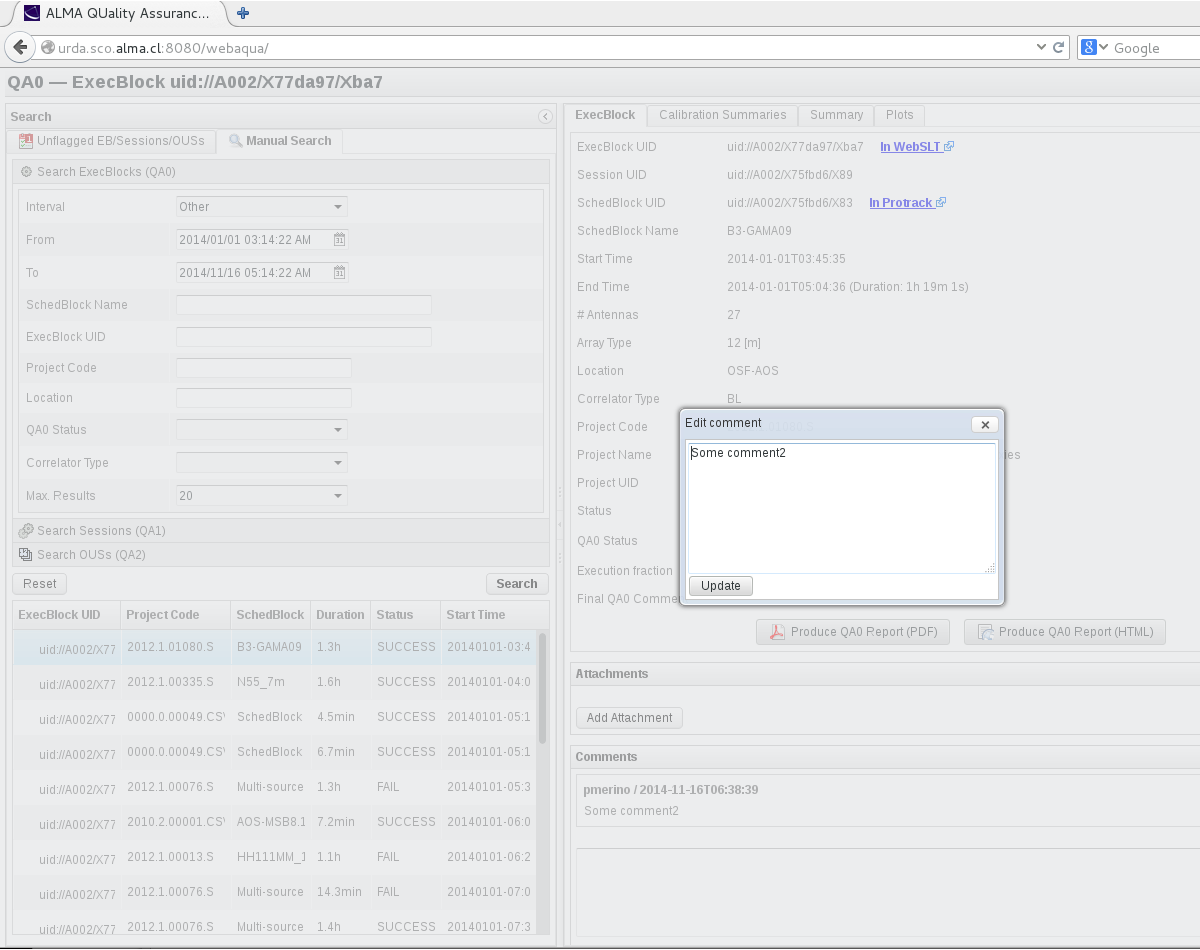 ALMA QUality Assuranc...
urda.sco.alma.cl:8080/webaqua/
Google
QA0 — ExecBlock uid://A002/X77da97/Xba7
Search
Unflagged EB/Sessions/OUSs
Manual Search
Search ExecBlocks (QA0)
Interval
Other
From
2014/01/01 03:14:22 AM
To
2014/11/16 05:14:22 AM
SchedBlock Name
ExecBlock UID
Project Code
Location
QA0 Status
Correlator Type
Max. Results
20
Search Sessions (QA1)
Search OUSs (QA2)
Reset
Search
ExecBlock UID Project Code SchedBlock Duration Status Start Time
uid://A002/X77 2012.1.01080.S B3-GAMA09 1.3h SUCCESS 20140101-03:4
uid://A002/X77 2012.1.00335.S N55_7m 1.6h SUCCESS 20140101-04:0
uid://A002/X77 0000.0.00049.CSV SchedBlock 4.5min SUCCESS 20140101-05:1
uid://A002/X77 0000.0.00049.CSV SchedBlock 6.7min SUCCESS 20140101-05:1
uid://A002/X77 2012.1.00076.S Multi-source 1.3h FAIL 20140101-05:3
uid://A002/X77 2010.2.00001.CSV AOS-MSB8.1 7.2min SUCCESS 20140101-06:0
uid://A002/X77 2012.1.00013.S HH111MM_1 1.1h FAIL 20140101-06:2
uid://A002/X77 2012.1.00076.S Multi-source 14.3min FAIL 20140101-07:0
uid://A002/X77 2012.1.00076.S Multi-source 1.4h SUCCESS 20140101-07:3
ExecBlock
Calibration Summaries
Summary
Plots
ExecBlock UID uid://A002/X77da97/Xba7 In WebSLT
Session UID uid://A002/X75fbd6/X89
SchedBlock UID uid://A002/X75fbd6/X83 In Protrack
SchedBlock Name B3-GAMA09
Start Time 2014-01-01T03:45:35
End Time 2014-01-01T05:04:36 (Duration: 1h 19m 1s)
# Antennas 27
Array Type 12 [m]
Location OSF-AOS
Correlator Type BL
Project Code
Project Name ies
Project UID
Status
QA0 Status
Execution fraction
Final QA0 Comme
Edit comment
Some comment2
Update
Produce QA0 Report (PDF)
Produce QA0 Report (HTML)
Attachments
Add Attachment
Comments
pmerino / 2014-11-16T06:38:39
Some comment2